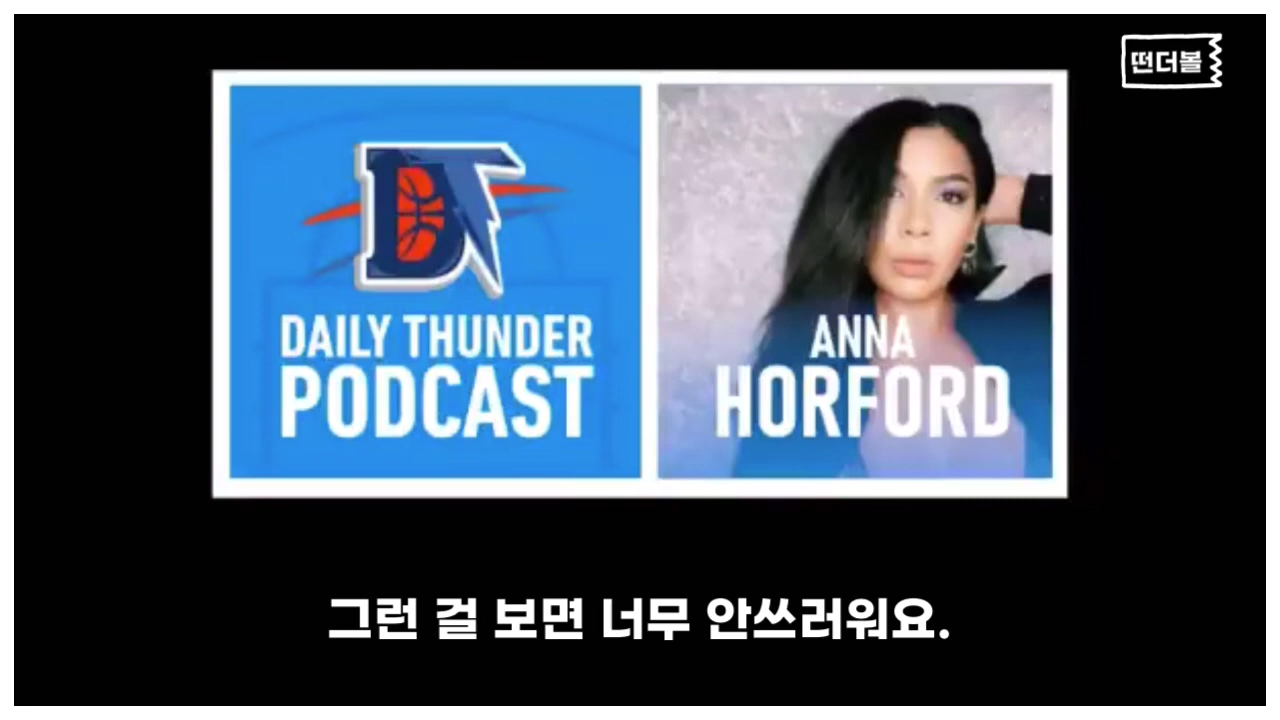 떤더볼
DT
DAILY THUNDER
PODCAST
ANNA
HORFORD
그런 걸 보면 너무 안쓰러워요.